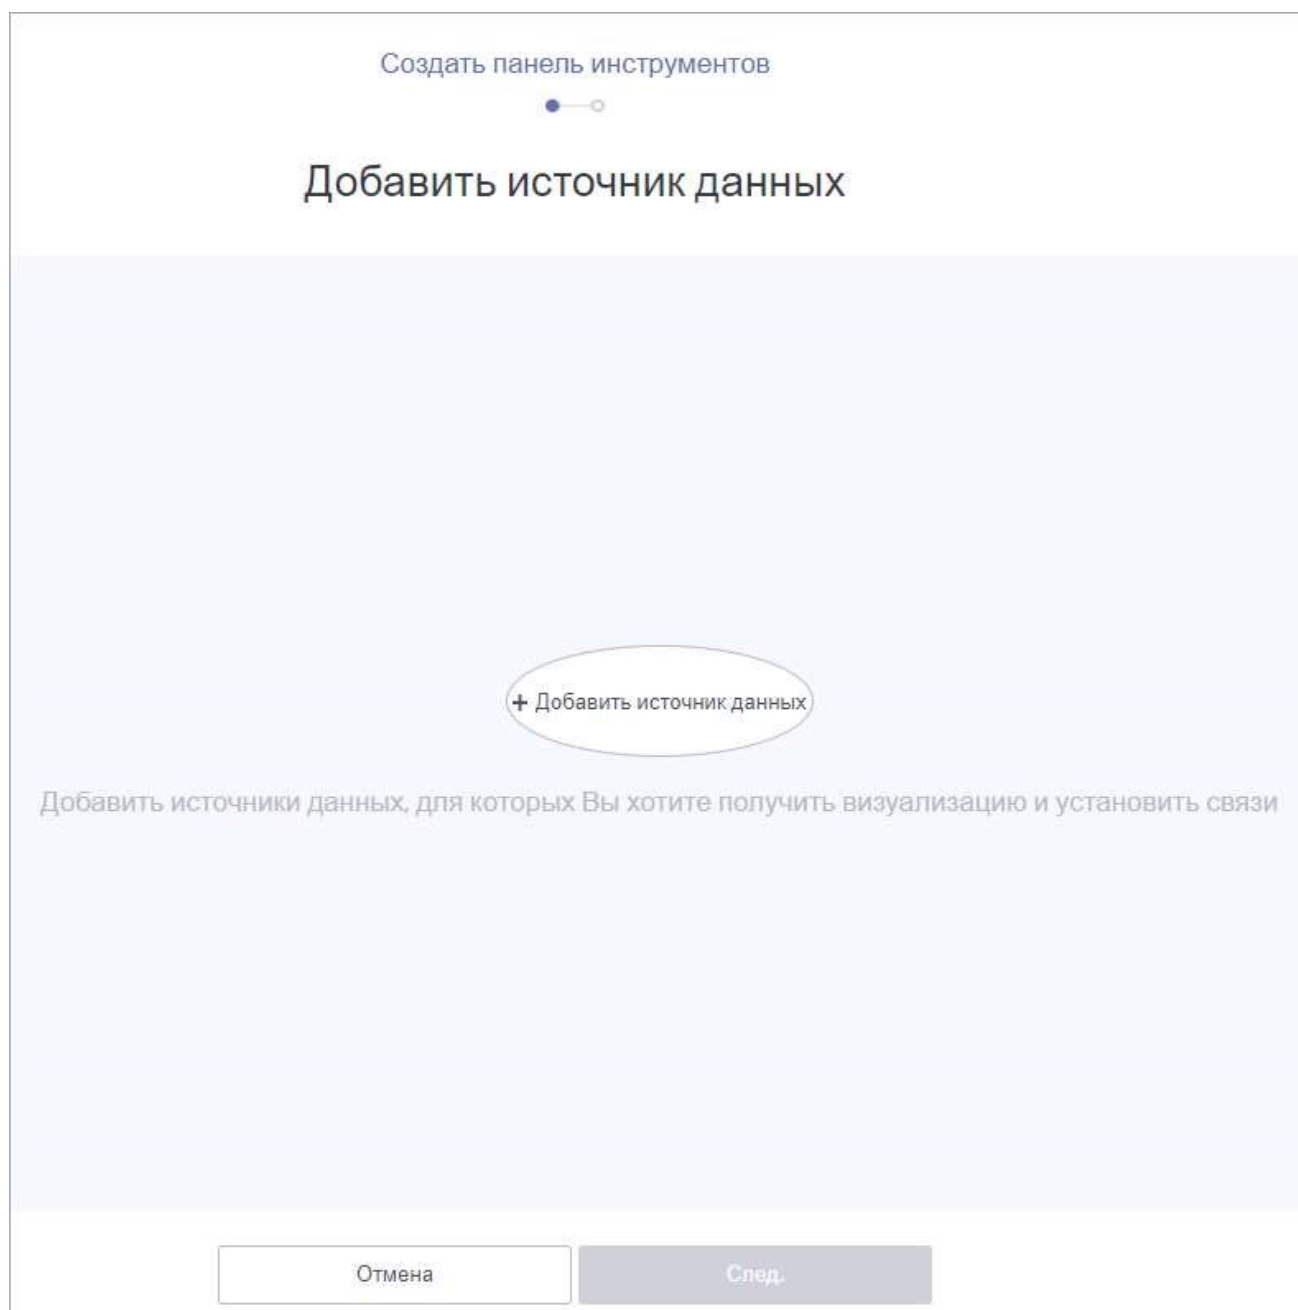 Создать панель инструментов
Добавить источник данных
+ Добавить источник данных
Добавить источники данных, для которых Вы хотите получить визуализацию и установить связи
Отмена
След.